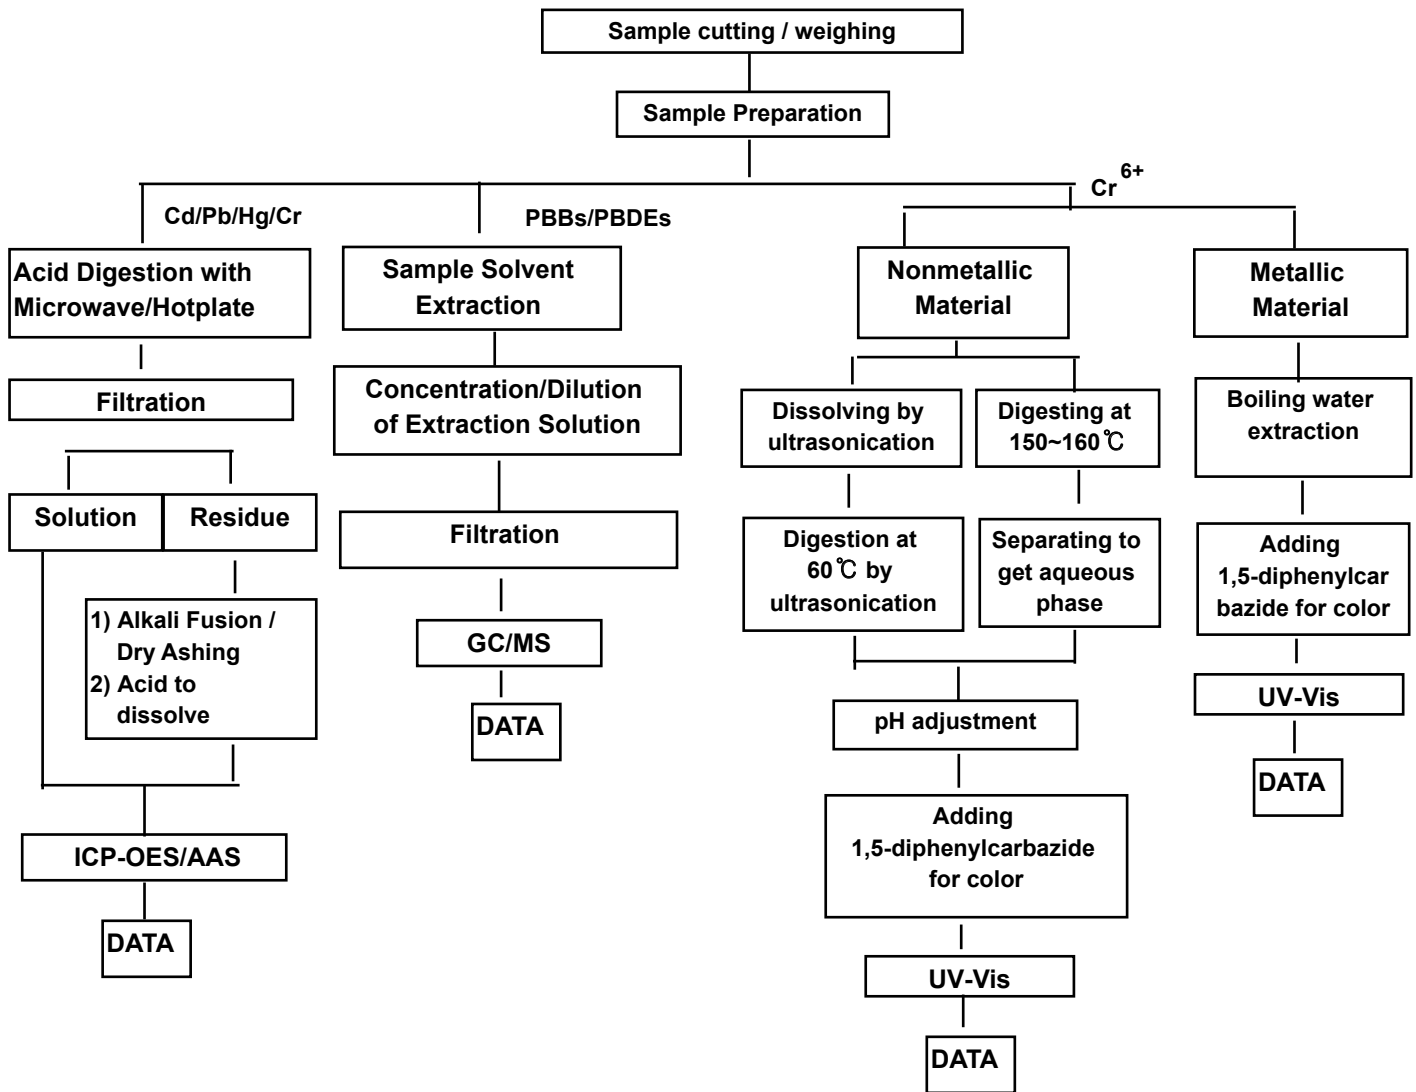 Sample cutting / weighing
Sample Preparation
Cr 6+
Cd/Pb/Hg/Cr
PBBs/PBDEs
Acid Digestion with
Microwave/Hotplate
Filtration
Solution
Residue
1) Alkali Fusion /
Dry Ashing
2) Acid to
dissolve
ICP-OES/AAS
DATA
Sample Solvent
Extraction
Concentration/Dilution
of Extraction Solution
Filtration
GC/MS
DATA
Nonmetallic
Material
Dissolving by
ultrasonication
Digestion at
60℃ by
ultrasonication
Digesting at
150~160℃
Separating to
get aqueous
phase
pH adjustment
Adding
1,5-diphenylcarbazide
for color
UV-Vis
DATA
Metallic
Material
Boiling water
extraction
Adding
1,5-diphenylcar
bazide for color
UV-Vis
DATA